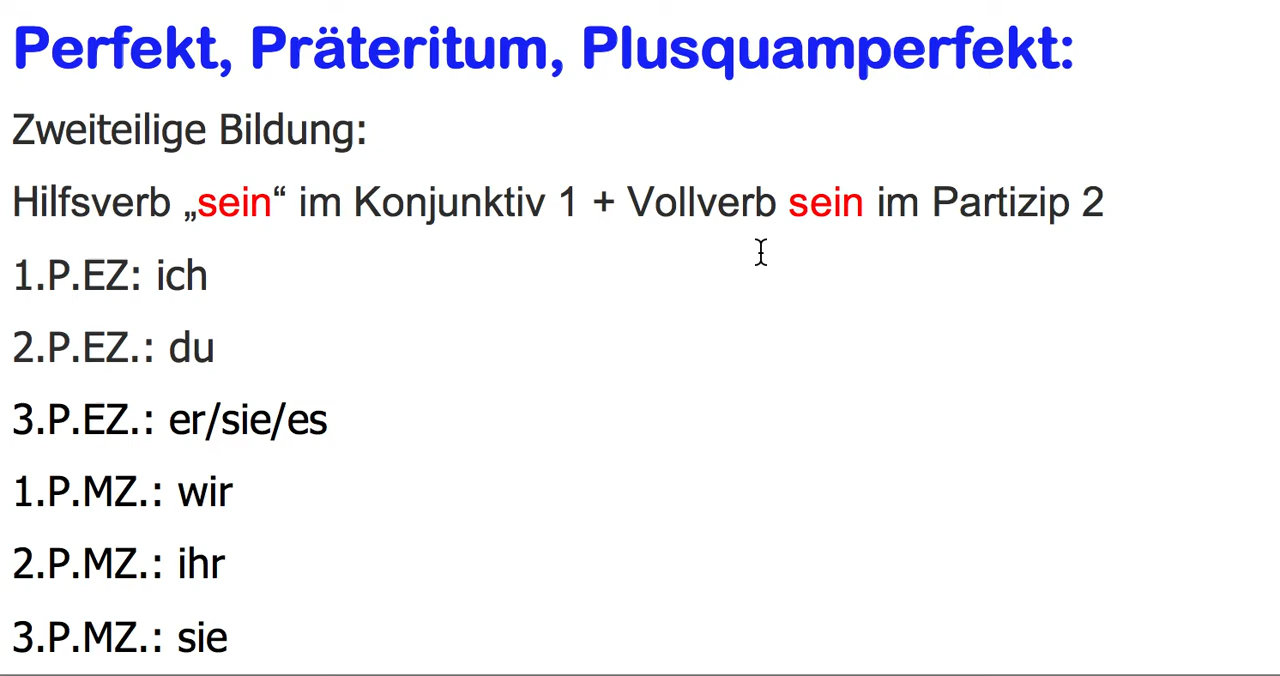 Perfekt, Präteritum, Plusquamperfekt:
Zweiteilige Bildung:
Hilfsverb „sein“ im Konjunktiv 1 + Vollverb sein im Partizip 2
1.P.EZ: ich
2.P.EZ.: du
3.P.EZ.: er/sie/es
1.P.MZ.: wir
2.P.MZ.: ihr
3.P.MZ.: sie